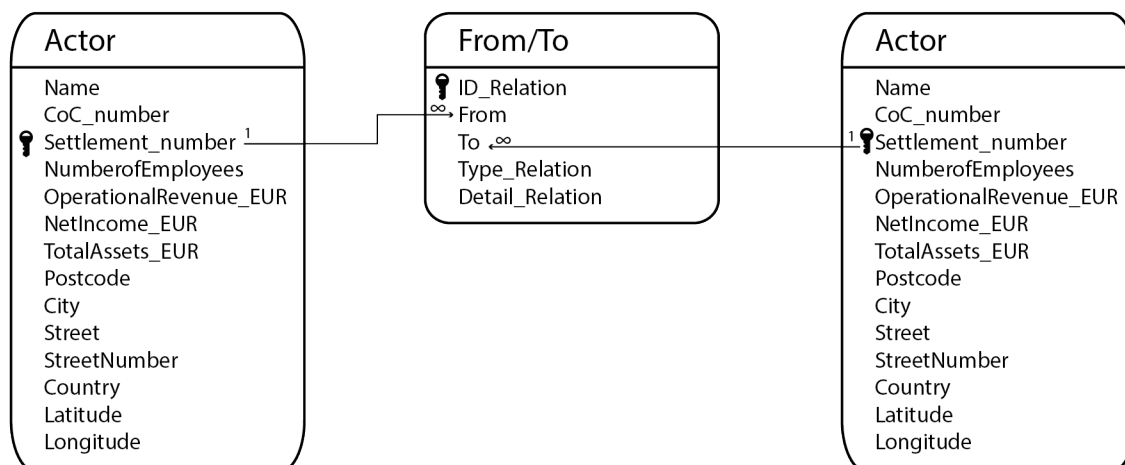 Actor
Name
CoC_number
Settlement_number 1
NumberofEmployees
OperationalRevenue_EUR
NetIncome_EUR
TotalAssets_EUR
Postcode
City
Street
StreetNumber
Country
Latitude
Longitude
From/To
ID_Relation
∞ From
To ∞
Type_Relation
Detail_Relation
Actor
Name
CoC_number
1 Settlement_number
NumberofEmployees
OperationalRevenue_EUR
NetIncome_EUR
TotalAssets_EUR
Postcode
City
Street
StreetNumber
Country
Latitude
Longitude